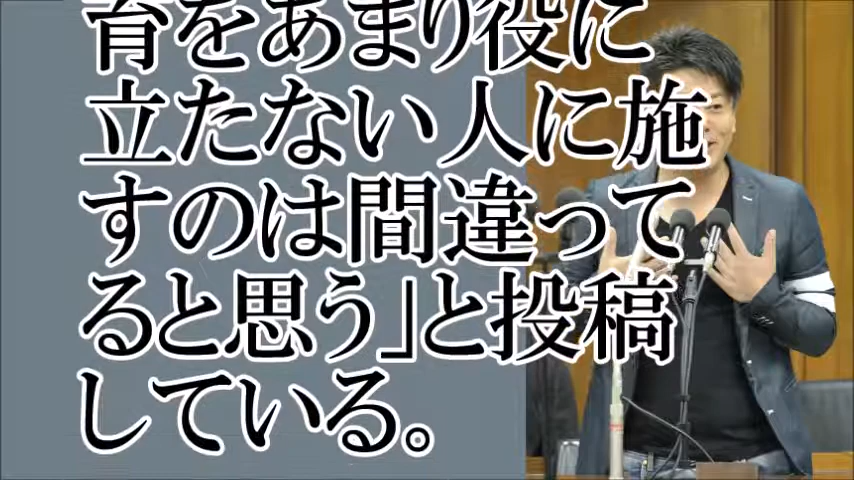 育をあまり役に
立たない人に施
すのは間違って
ると思う」と投稿
している。